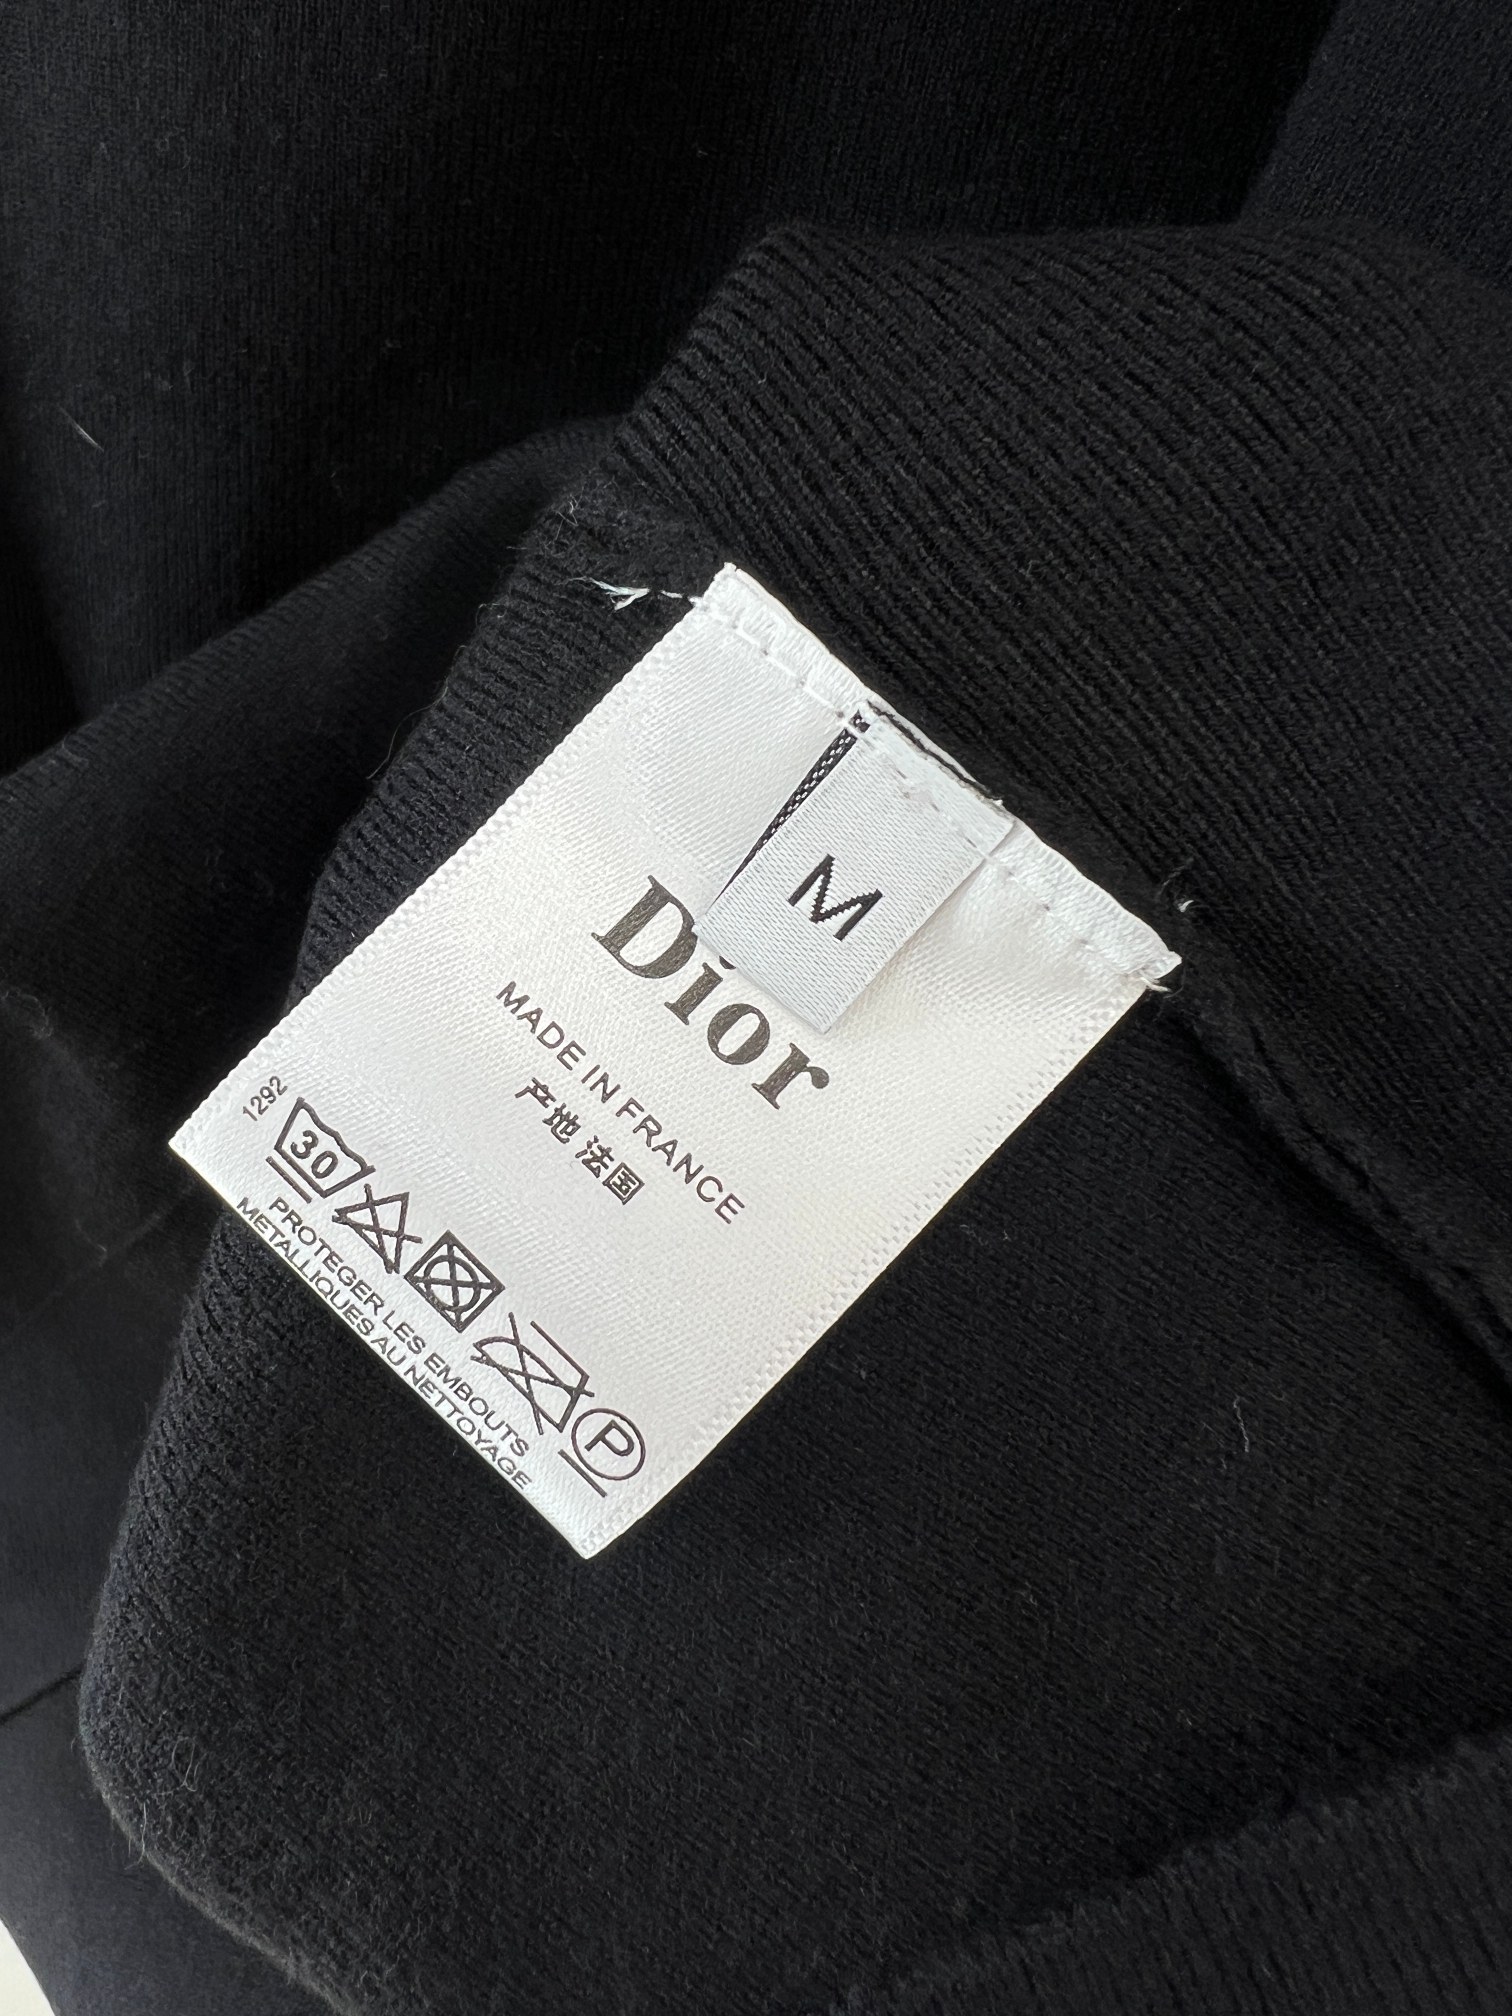 M
Dior
MADE IN FRANCE
产地 法国
1292
30
P
PROTEGER LES EMBOUTS
METALLIQUES AU NETTOYAGE